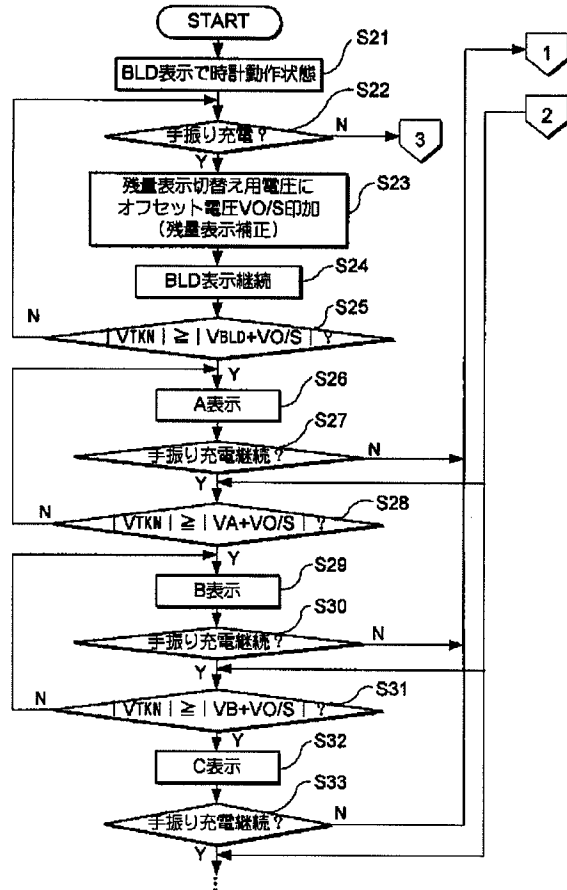 START
S21
BLD表示で時計動作状態
S22
手振り充電?
N
3
Y
S23
残量表示切替え用電圧に
オフセット電圧VO/S印加
(残量表示補正)
S24
BLD表示継続
S25
N
|VTKN| ≧ |VBLD+VO/S| ?
Y
S26
A表示
S27
手振り充電継続?
N
Y
S28
N
|VTKN| ≧ |VA+VO/S| ?
Y
S29
B表示
S30
手振り充電継続?
N
Y
S31
N
|VTKN| ≧ |VB+VO/S| ?
Y
S32
C表示
S33
手振り充電継続?
N
Y
1
2